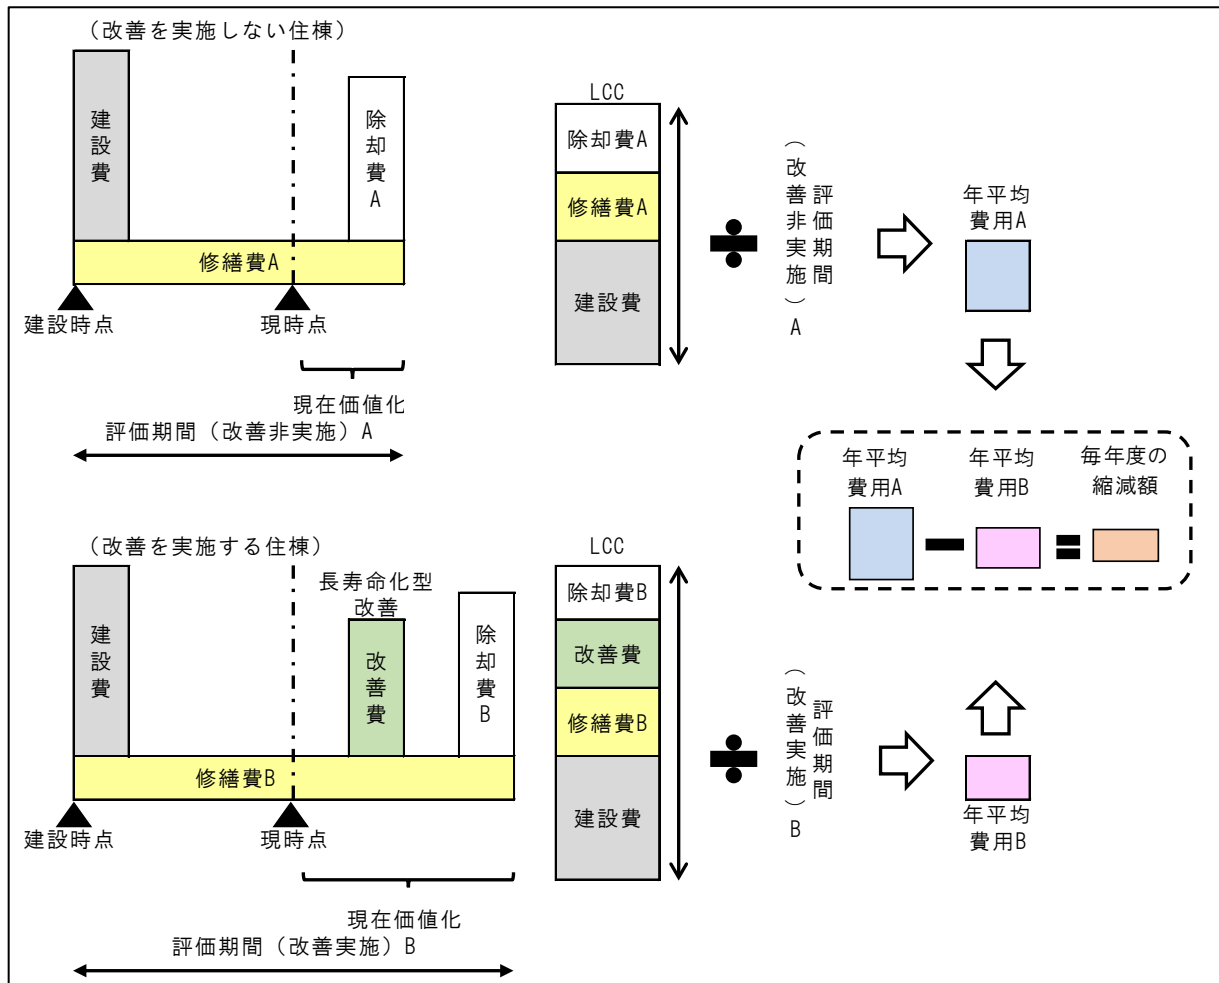 (改善を実施しない住棟)
建設費
除却費A
修繕費A
建設時点
現時点
現在価値化
評価期間(改善非実施)A
LCC
除却費A
修繕費A
建設費
評価期間
(改善非実施)A
年平均
費用A
年平均
費用A
年平均
費用B
毎年度の
縮減額
(改善を実施する住棟)
建設費
長寿命化型
改善
改善費
除却費B
修繕費B
建設時点
現時点
現在価値化
評価期間(改善実施)B
LCC
除却費B
改善費
修繕費B
建設費
評価期間
(改善実施)B
年平均
費用B